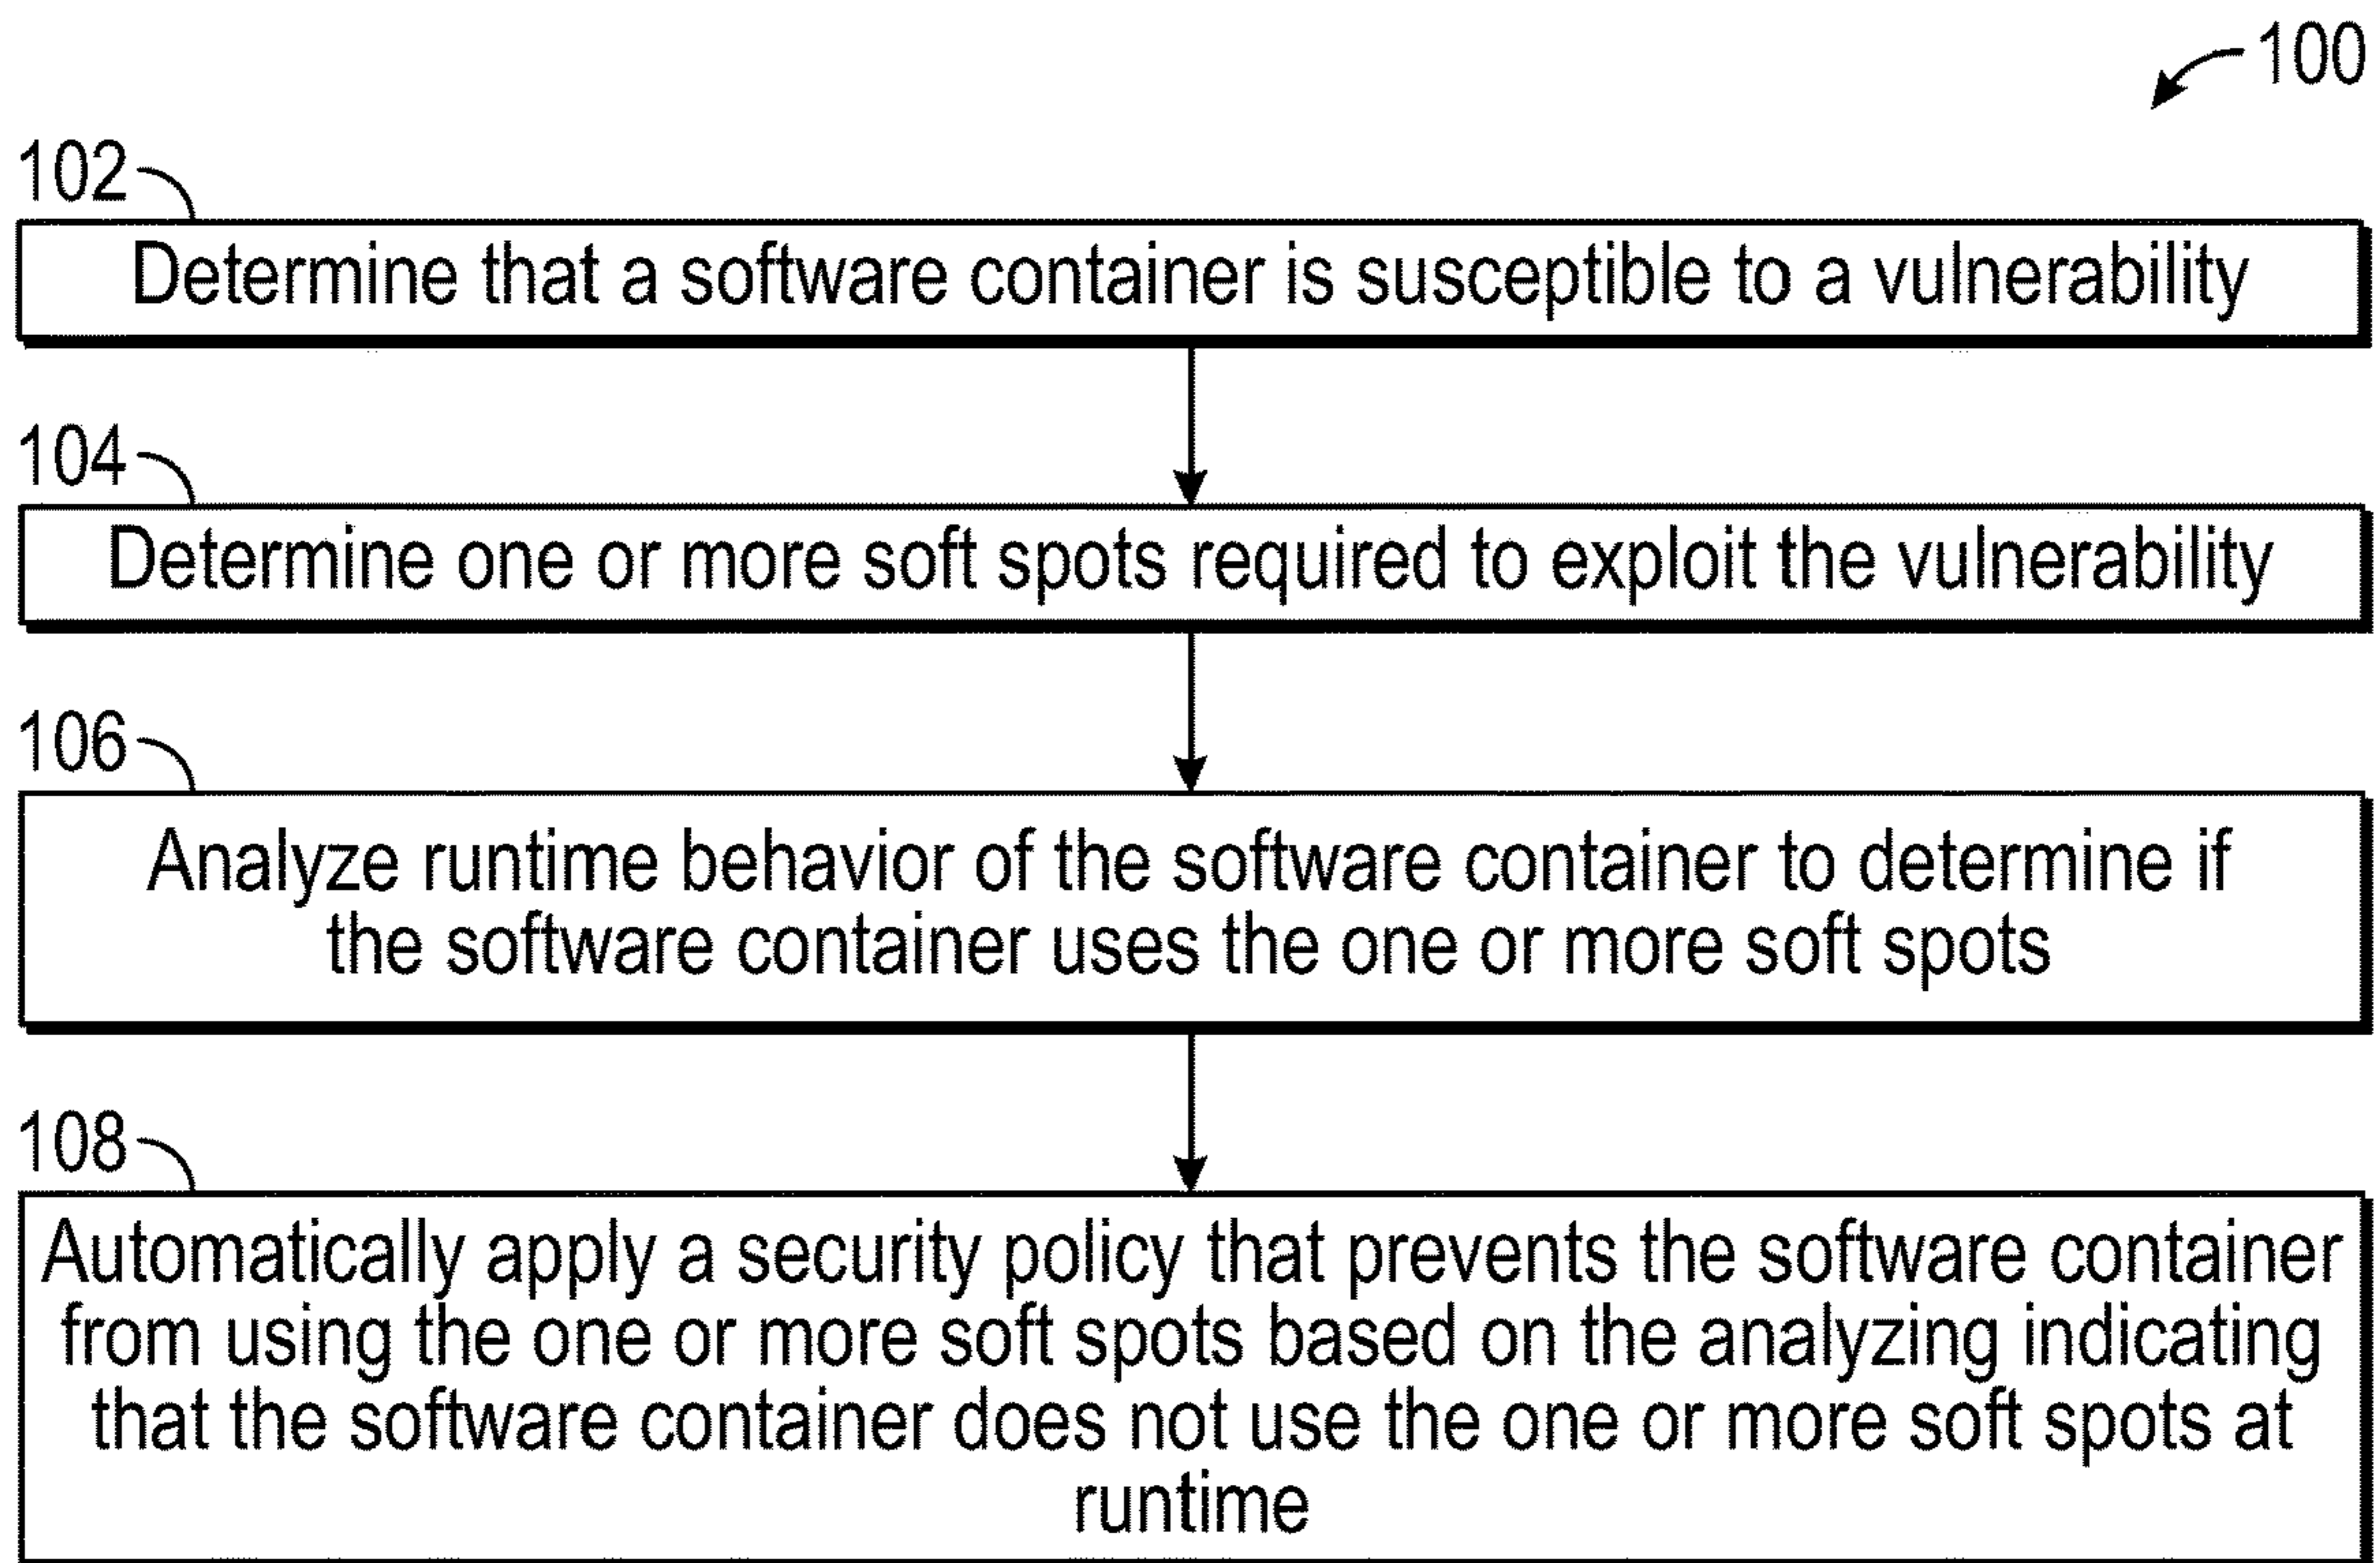 100
102
Determine that a software container is susceptible to a vulnerability
104
Determine one or more soft spots required to exploit the vulnerability
106
Analyze runtime behavior of the software container to determine if
the software container uses the one or more soft spots
108
Automatically apply a security policy that prevents the software container
from using the one or more soft spots based on the analyzing indicating
that the software container does not use the one or more soft spots at
runtime